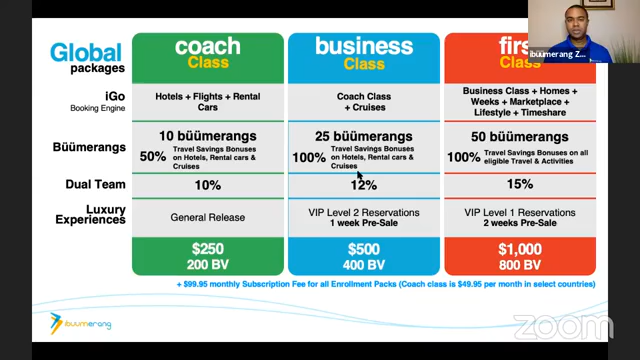 Global
packages
coach
Class
business
Class
firs
Class
ibuumerang Z...
iGo
Booking Engine
Hotels + Flights + Rental
Cars
Coach Class
+ Cruises
Business Class + Homes +
Weeks + Marketplace +
Lifestyle + Timeshare
Büümerangs
10 büümerangs
50% Travel Savings Bonuses
on Hotels, Rental cars &
Cruises
25 büümerangs
100% Travel Savings Bonuses
on Hotels, Rental cars &
Cruises
50 büümerangs
100% Travel Savings Bonuses on all
eligible Travel & Activities
Dual Team
10%
12%
15%
Luxury
Experiences
General Release
VIP Level 2 Reservations
1 week Pre-Sale
VIP Level 1 Reservations
2 weeks Pre-Sale
$250
200 BV
$500
400 BV
$1,000
800 BV
+ $99.95 monthly Subscription Fee for all Enrollment Packs (Coach class is $49.95 per month in select countries)
ibüümerang
zoom